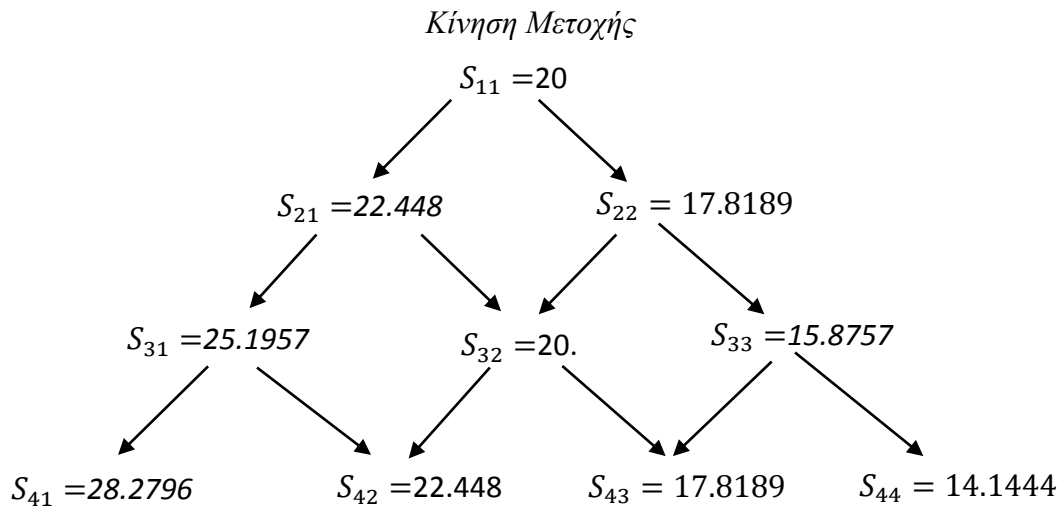 Κίνηση Μετοχής
S₁₁ =20
S₂₁ =22.448 S₂₂ = 17.8189
S₃₁ =25.1957 S₃₂ =20. S₃₃ =15.8757
S₄₁ =28.2796 S₄₂ =22.448 S₄₃ = 17.8189 S₄₄ = 14.1444